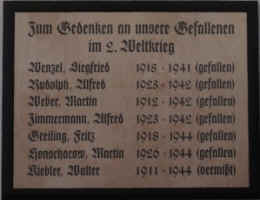 Zum Gedenken an unsere Gefallenen
im 2. Weltkrieg
Wenzel, Siegfried 1918 - 1941 (gefallen)
Rudolph, Alfred 1923 - 1942 (gefallen)
Weber, Martin 1912 - 1942 (gefallen)
Zimmermann, Alfred 1923 - 1942 (gefallen)
Greiling, Fritz 1918 - 1944 (gefallen)
Honscharow, Martin 1926 - 1944 (gefallen)
Kiebler, Walter 1911 - 1944 (vermißt)